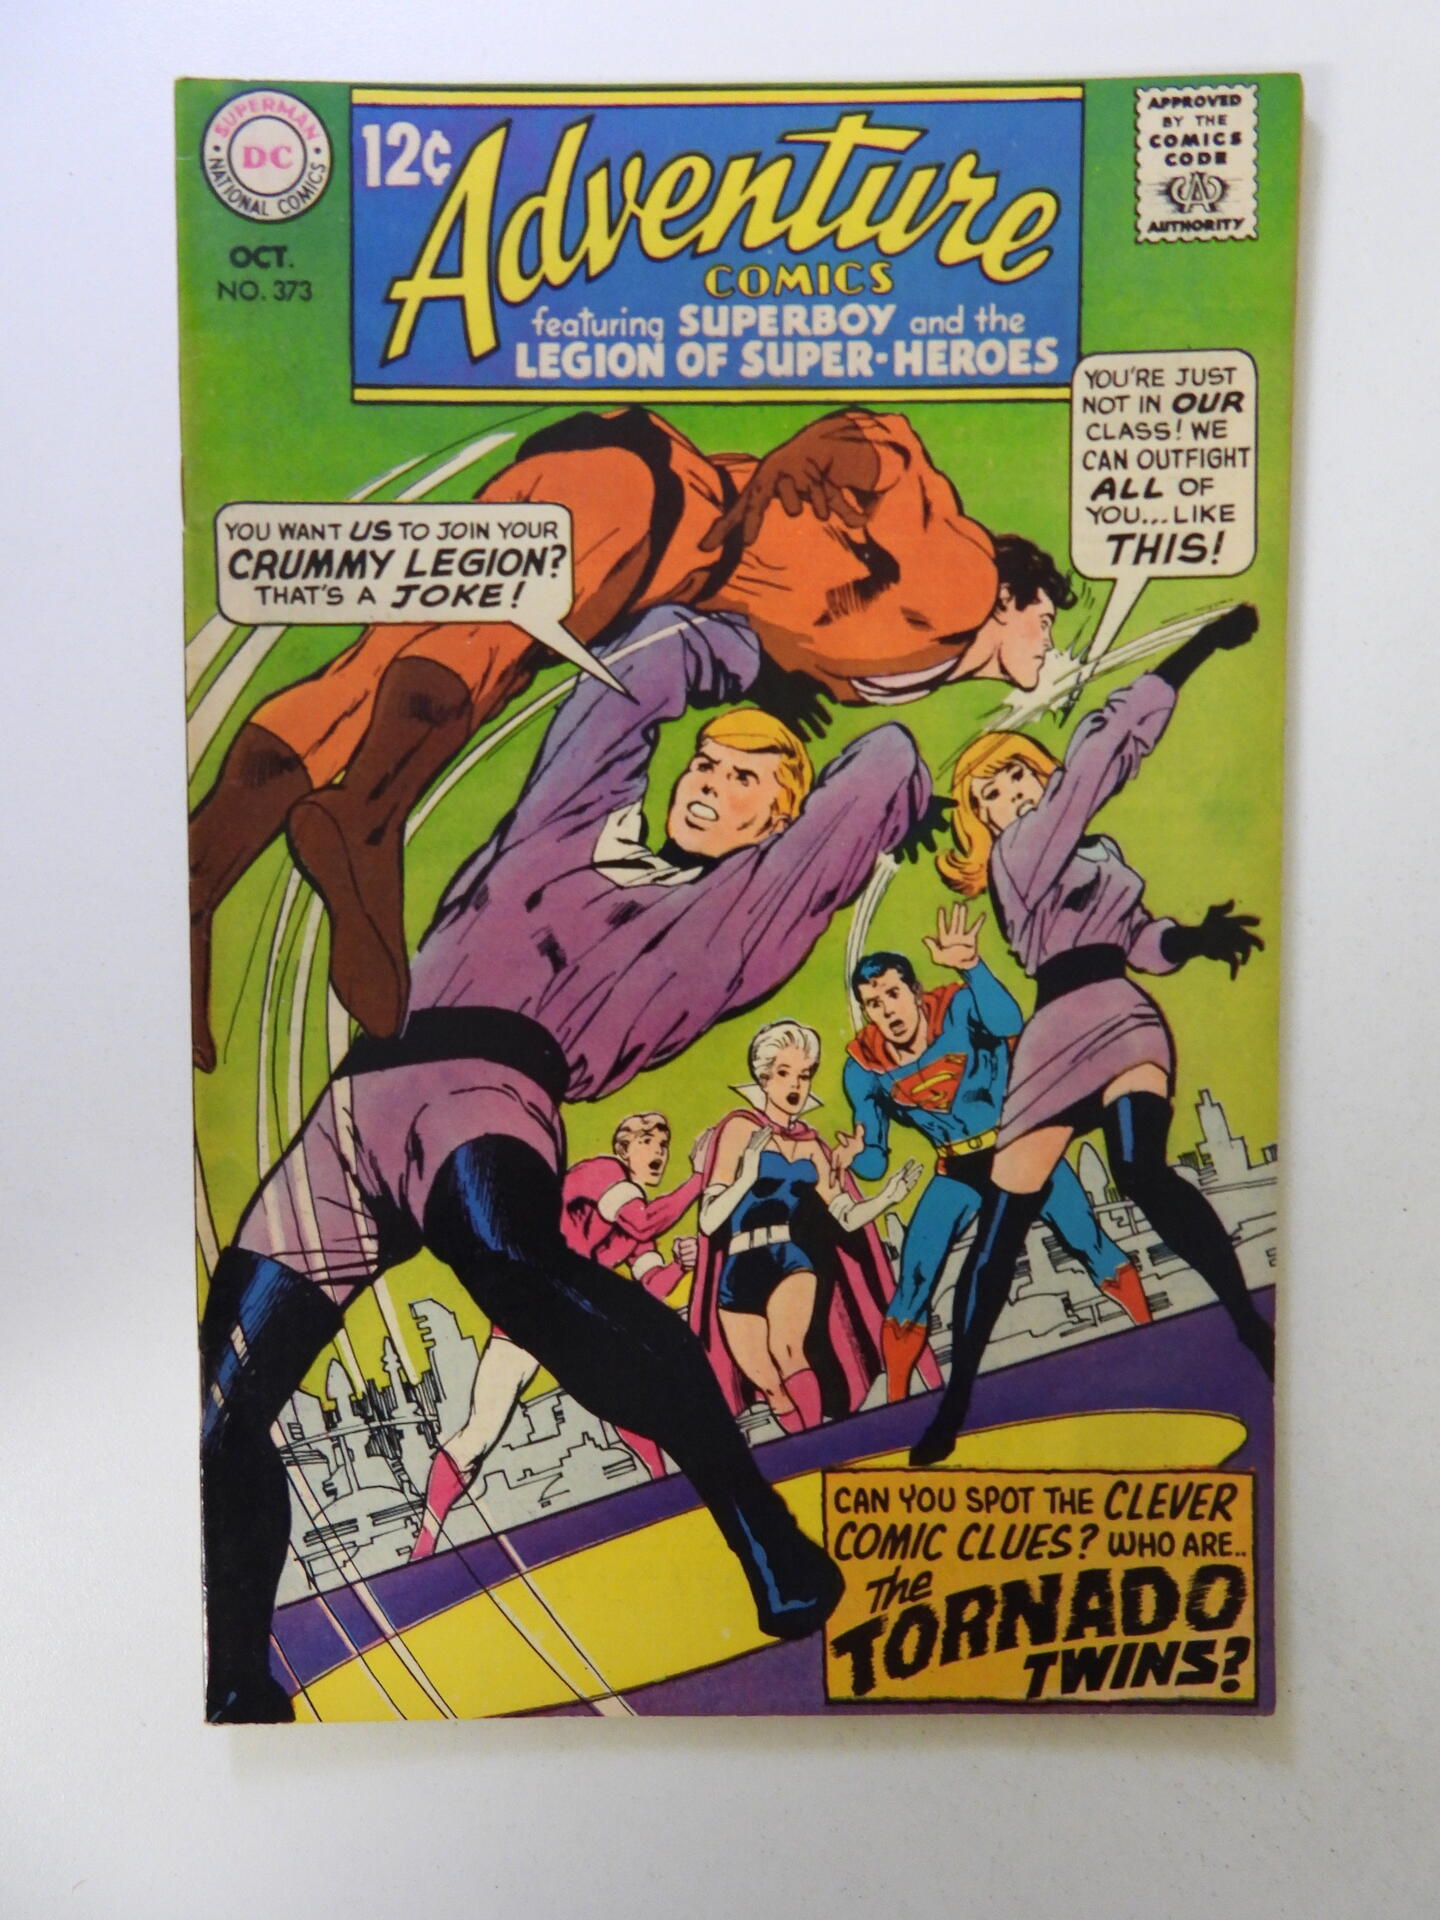 SUPERMAN
DC
NATIONAL COMICS
OCT.
NO. 373
12¢
Adventure
COMICS
featuring SUPERBOY and the
LEGION OF SUPER-HEROES
APPROVED
BY THE
COMICS
CODE
CA
AUTHORITY
YOU'RE JUST
NOT IN OUR
CLASS! WE
CAN OUTFIGHT
ALL OF
YOU...LIKE
THIS!
YOU WANT US TO JOIN YOUR
CRUMMY LEGION?
THAT'S A JOKE!
S
CAN YOU SPOT THE CLEVER
COMIC CLUES? WHO ARE..
The
TORNADO
TWINS?